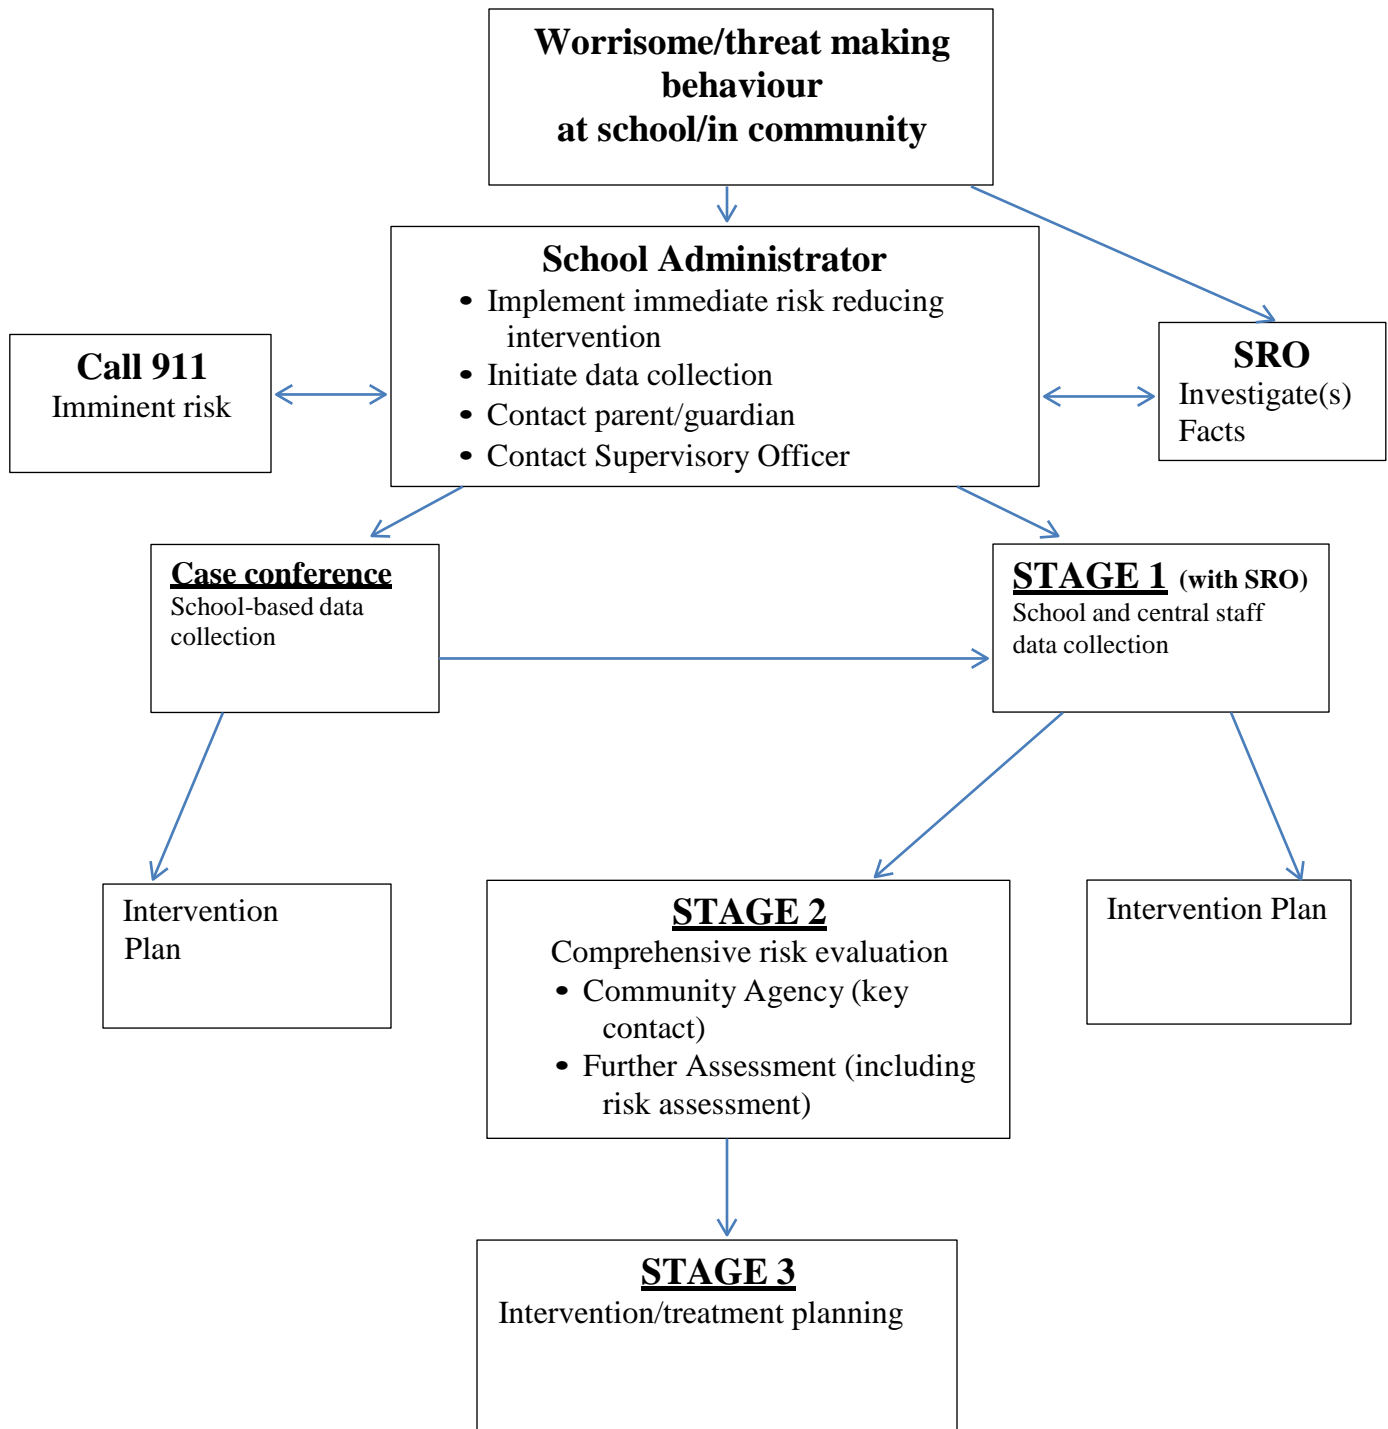 Worrisome/threat making
behaviour
at school/in community
School Administrator
• Implement immediate risk reducing
intervention
• Initiate data collection
• Contact parent/guardian
• Contact Supervisory Officer
Call 911
Imminent risk
SRO
Investigate(s)
Facts
Case conference
School-based data
collection
STAGE 1 (with SRO)
School and central staff
data collection
Intervention
Plan
STAGE 2
Comprehensive risk evaluation
• Community Agency (key
contact)
• Further Assessment (including
risk assessment)
Intervention Plan
STAGE 3
Intervention/treatment planning